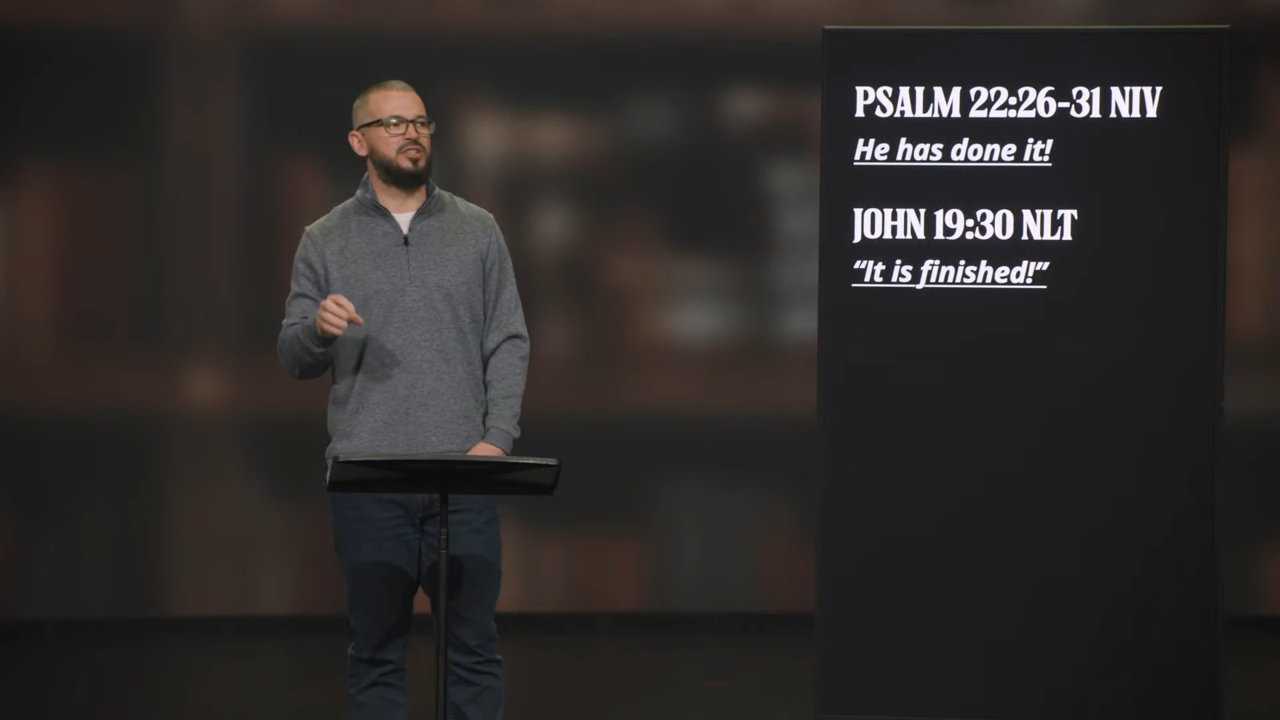 PSALM 22:26-31 NIV
He has done it!
JOHN 19:30 NLT
“It is finished!”